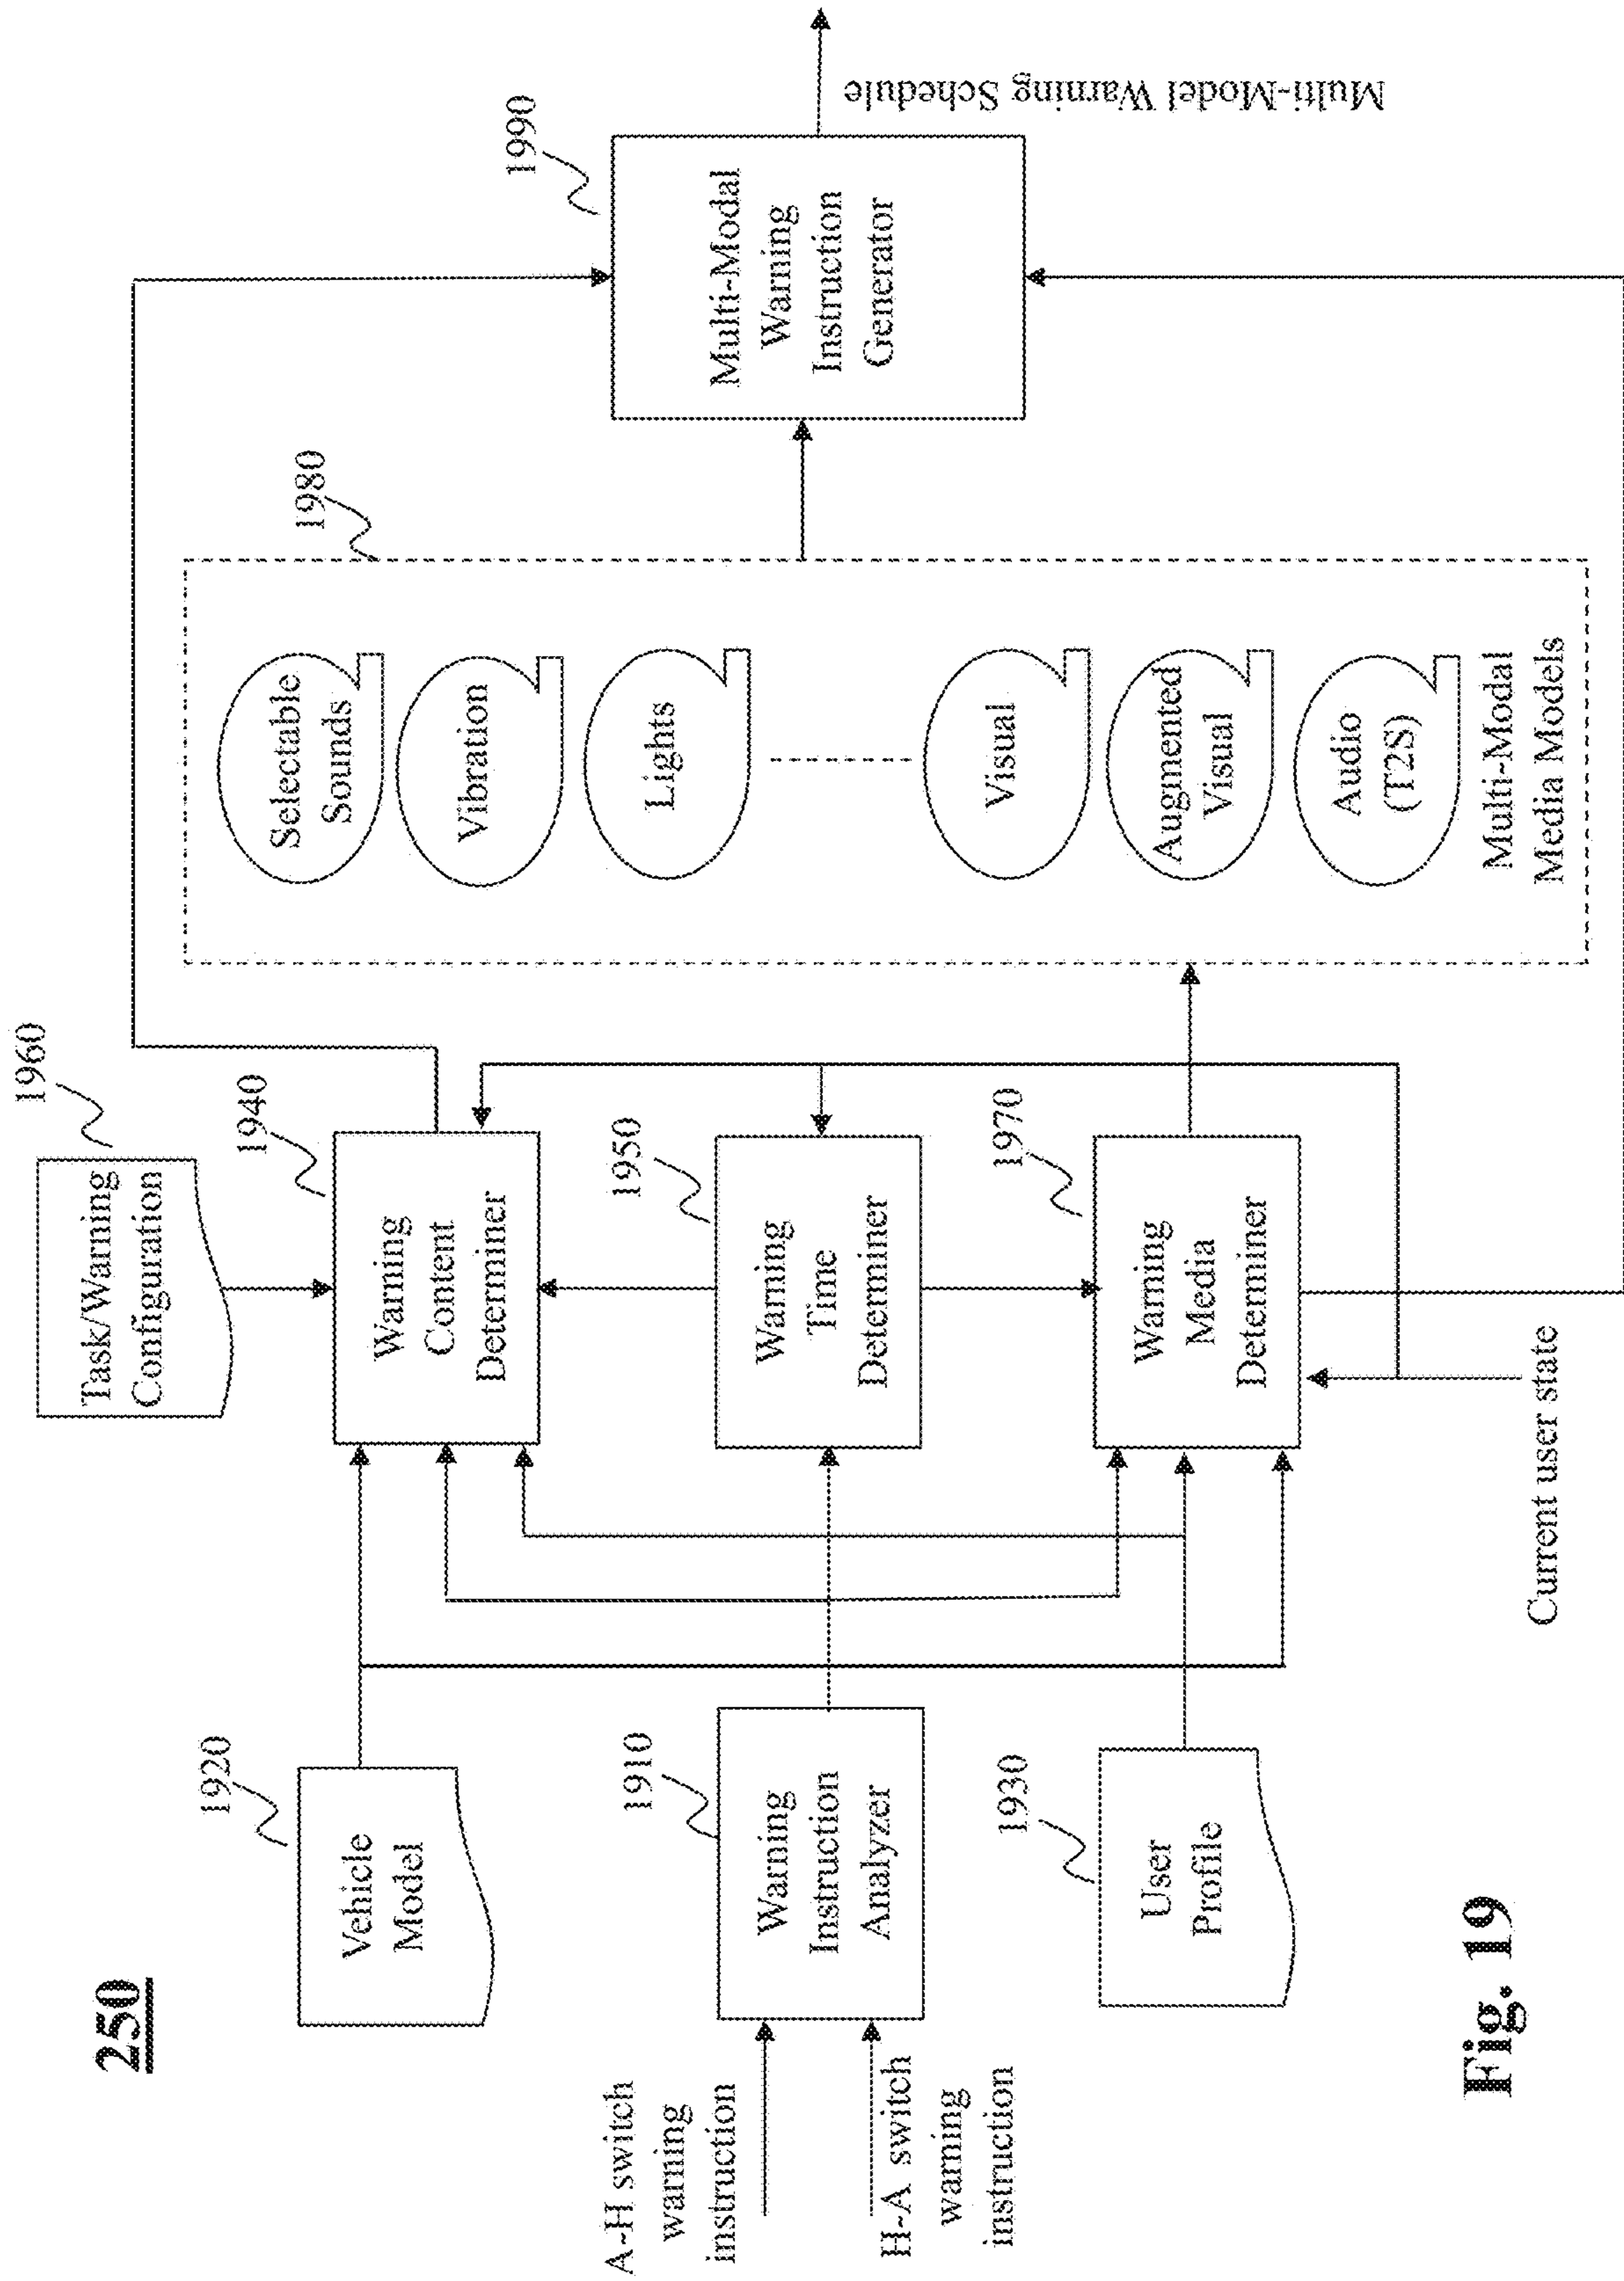 250
1960
Task/Warning
Configuration
1920
Vehicle
Model
1940
Warning
Content
Determiner
A-H switch
warning
instruction
H-A switch
warning
instruction
1910
Warning
Instruction
Analyzer
1950
Warning
Time
Determiner
1930
User
Profile
1970
Warning
Media
Determiner
Current user state
1980
Selectable
Sounds
Vibration
Lights
Visual
Augmented
Visual
Audio
(T2S)
Multi-Modal
Media Models
1990
Multi-Modal
Warning
Instruction
Generator
Multi-Model Warning Schedule
Fig. 19